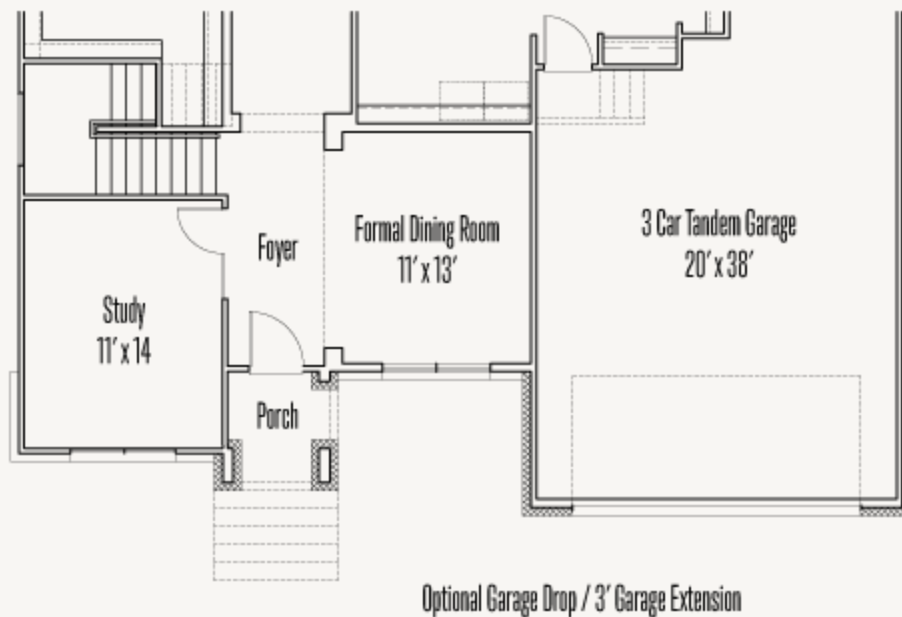 3 Car Tandem Garage
20' x 38'
Formal Dining Room
11' x 13'
Foyer
Study
11' x 14
Porch
Optional Garage Drop / 3' Garage Extension